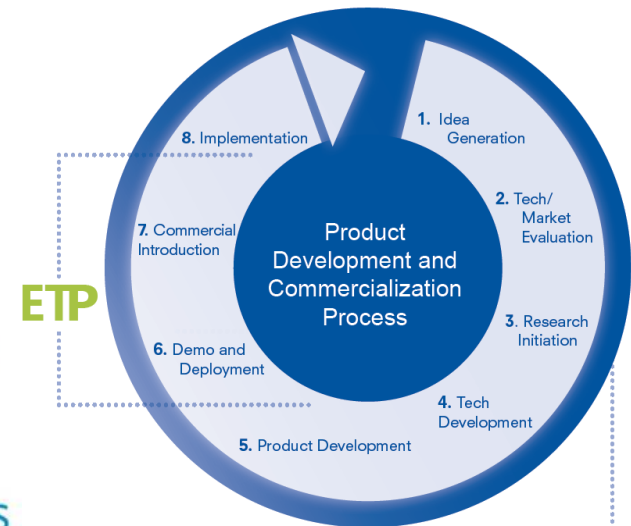 1. Idea
Generation
2. Tech/
Market
Evaluation
3. Research
Initiation
4. Tech
Development
5. Product Development
6. Demo and
Deployment
7. Commercial
Introduction
8. Implementation
Product
Development and
Commercialization
Process
ETP
S